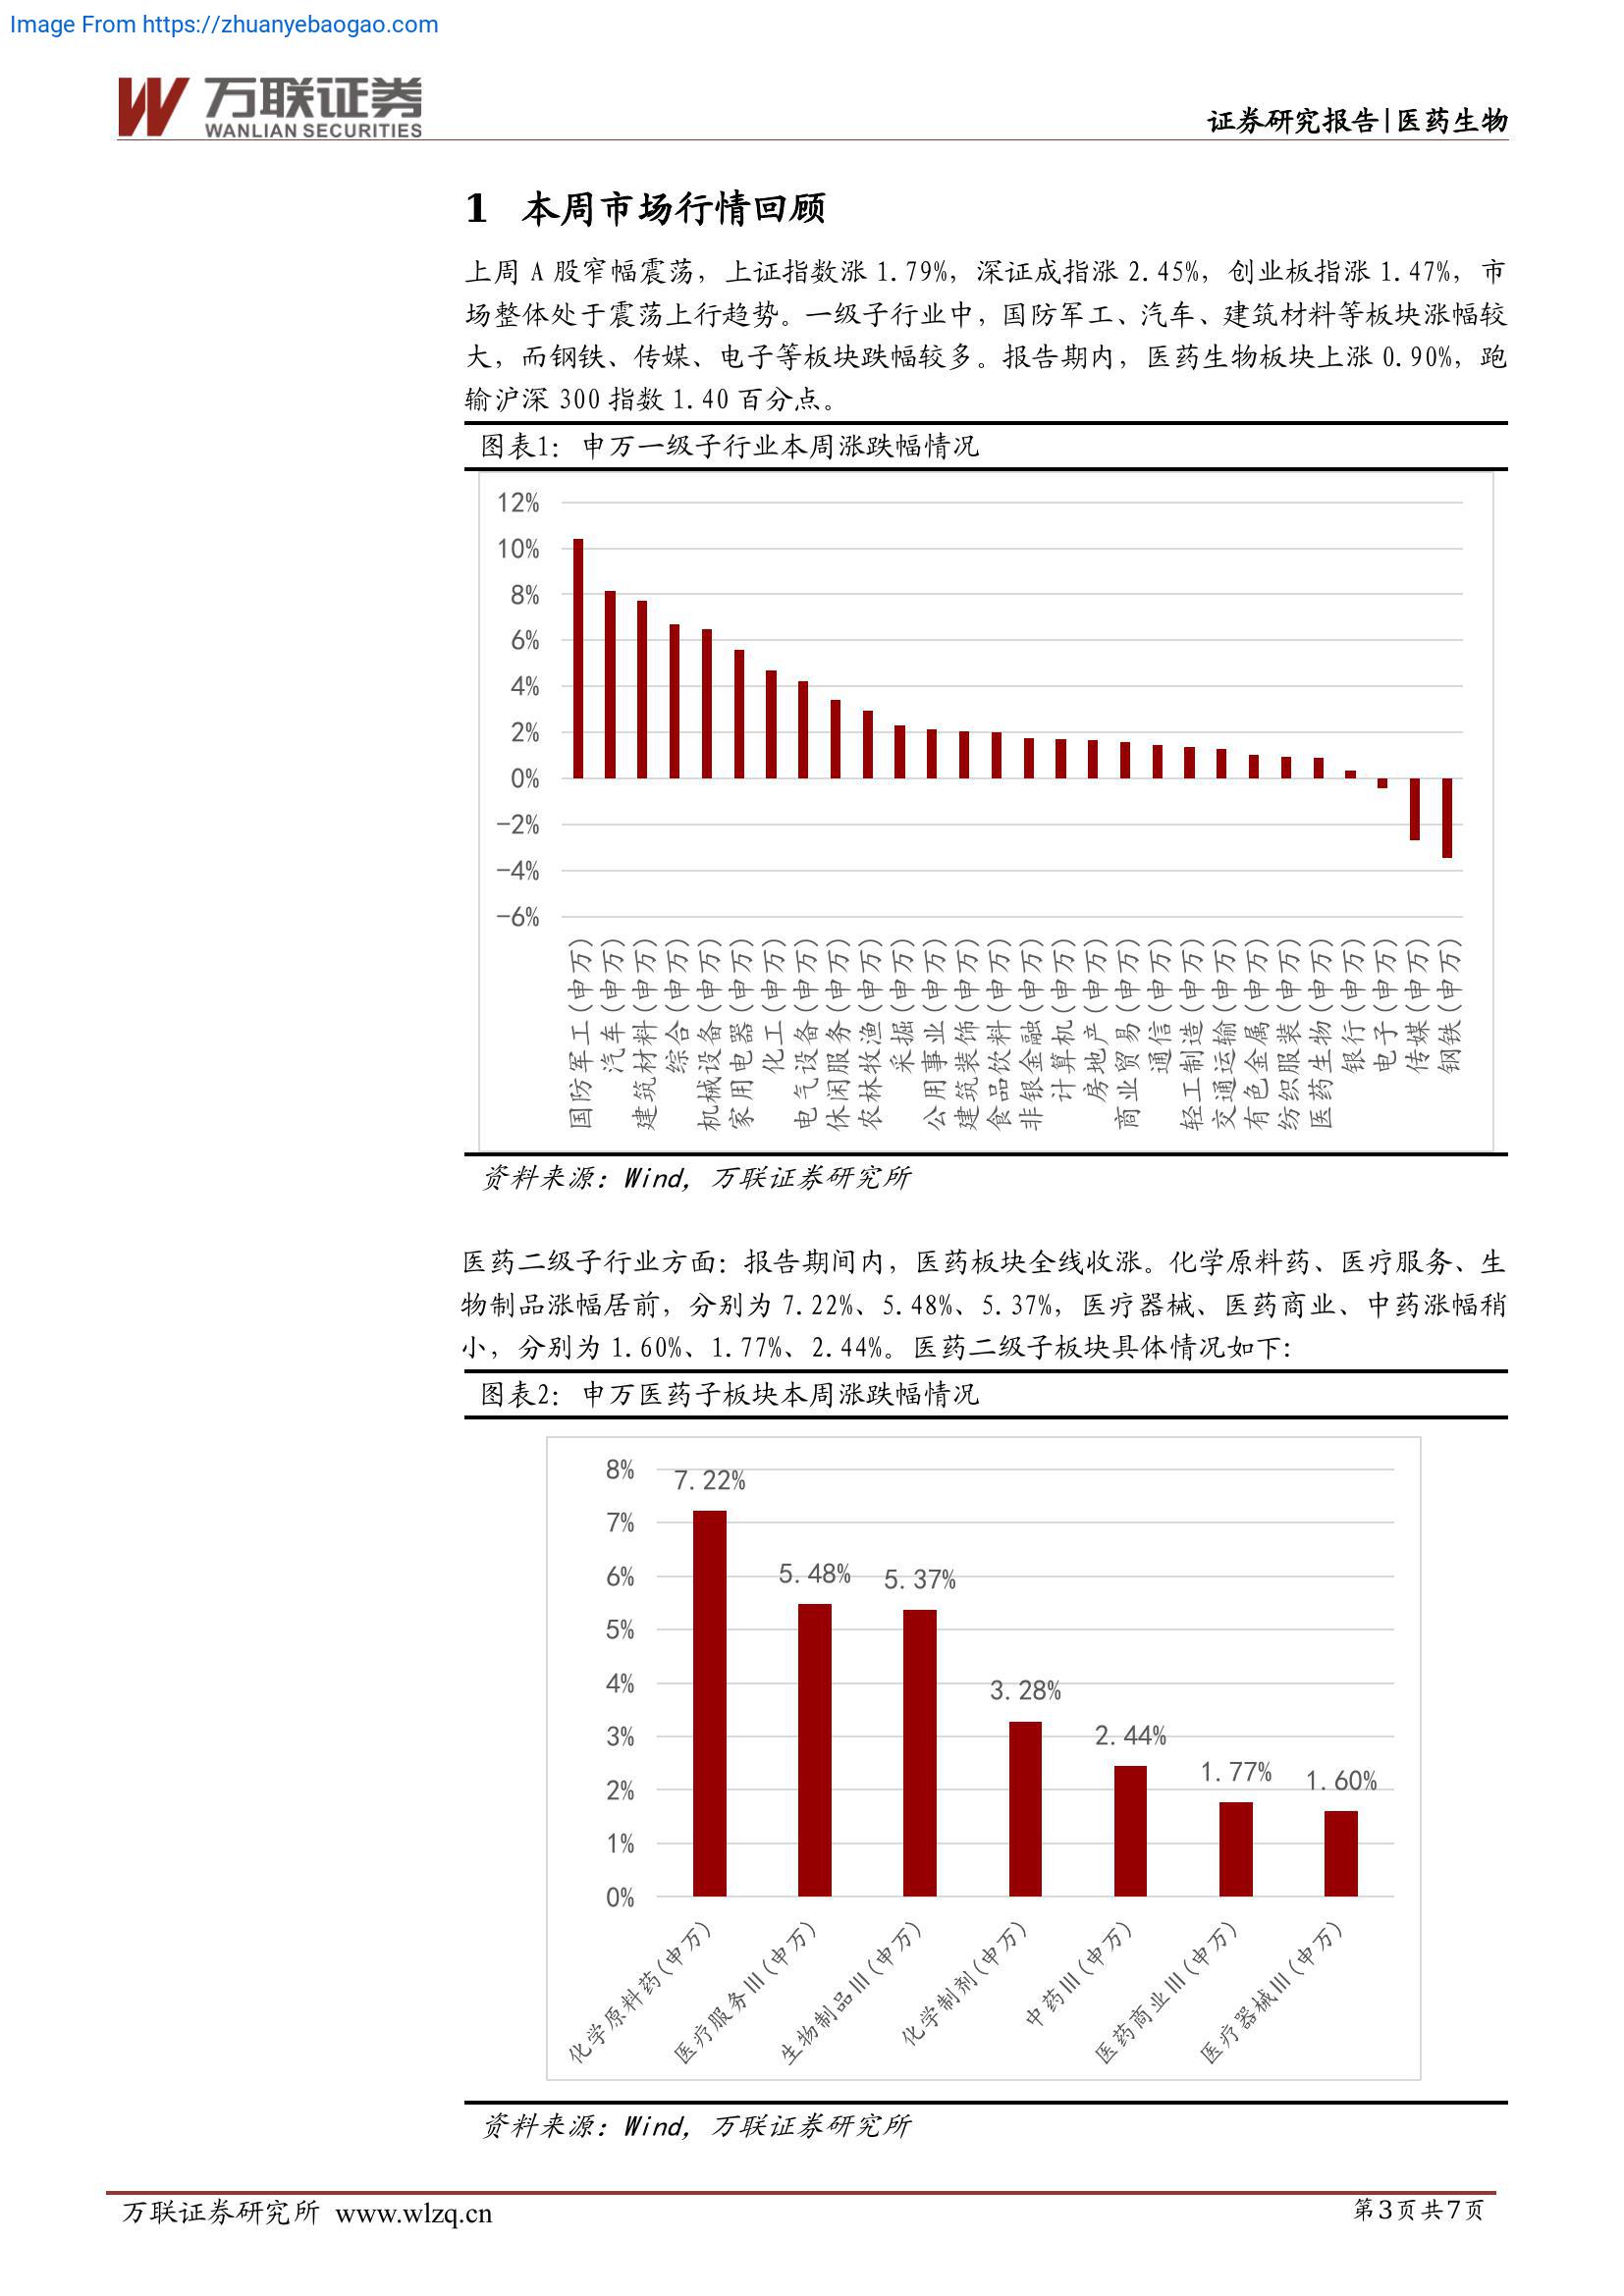 Image From https://zhuanyebaogao.com
万联证券
WANLIAN SECURITIES
证券研究报告|医药生物
1 本周市场行情回顾
上周 A 股窄幅震荡，上证指数涨 1.79%，深证成指涨 2.45%，创业板指涨 1.47%，市
场整体处于震荡上行趋势。一级子行业中，国防军工、汽车、建筑材料等板块涨幅较
大，而钢铁、传媒、电子等板块跌幅较多。报告期内，医药生物板块上涨 0.90%，跑
输沪深 300 指数 1.40 百分点。
图表1：申万一级子行业本周涨跌幅情况
12%
10%
8%
6%
4%
2%
0%
-2%
-4%
-6%
国防军工(申万)
汽车(申万)
建筑材料(申万)
综合(申万)
机械设备(申万)
家用电器(申万)
化工(申万)
电气设备(申万)
休闲服务(申万)
农林牧渔(申万)
采掘(申万)
公用事业(申万)
建筑装饰(申万)
食品饮料(申万)
非银金融(申万)
计算机(申万)
房地产(申万)
商业贸易(申万)
通信(申万)
轻工制造(申万)
交通运输(申万)
有色金属(申万)
纺织服装(申万)
医药生物(申万)
银行(申万)
电子(申万)
传媒(申万)
钢铁(申万)
资料来源：Wind，万联证券研究所
医药二级子行业方面：报告期间内，医药板块全线收涨。化学原料药、医疗服务、生
物制品涨幅居前，分别为 7.22%、5.48%、5.37%，医疗器械、医药商业、中药涨幅稍
小，分别为 1.60%、1.77%、2.44%。医药二级子板块具体情况如下：
图表2：申万医药子板块本周涨跌幅情况
8%
7%
6%
5%
4%
3%
2%
1%
0%
7.22%
5.48%
5.37%
3.28%
2.44%
1.77%
1.60%
化学原料药(申万)
医疗服务Ⅲ(申万)
生物制品Ⅲ(申万)
化学制剂(申万)
中药Ⅲ(申万)
医药商业Ⅲ(申万)
医疗器械Ⅲ(申万)
资料来源：Wind，万联证券研究所
万联证券研究所 www.wlzq.cn
第3页共7页